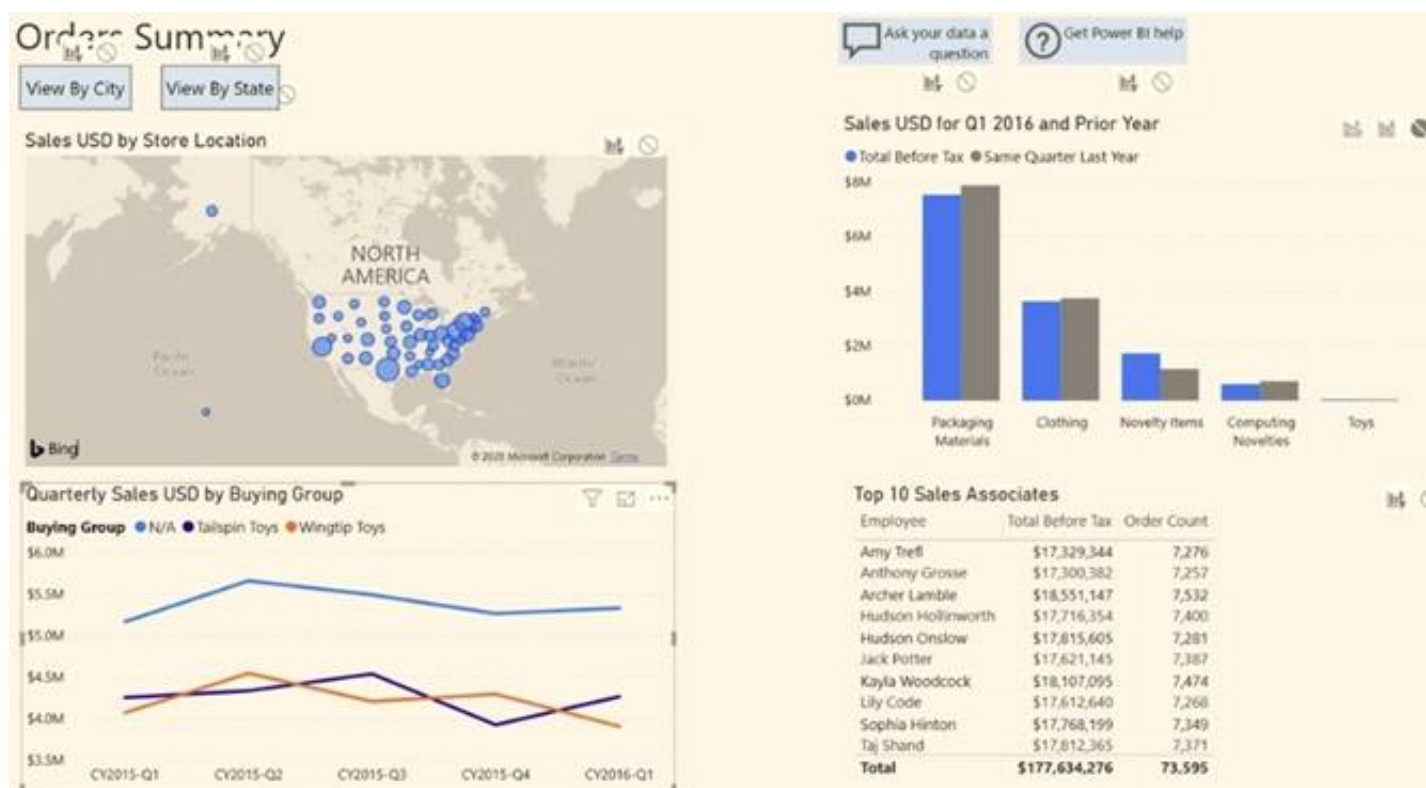 Orders Summary
View By City
View By State
Ask your data a
question
Get Power BI help
Sales USD by Store Location
NORTH
AMERICA
Pacific
Ocean
Atlantic
Ocean
Bing
© 2020 Microsoft Corporation Terms
Sales USD for Q1 2016 and Prior Year
Total Before Tax Same Quarter Last Year
$8M
$6M
$4M
$2M
$0M
Packaging
Materials
Clothing
Novelty Items
Computing
Novelties
Toys
Quarterly Sales USD by Buying Group
Buying Group N/A Tailspin Toys Wingtip Toys
$6.0M
$5.5M
$5.0M
$4.5M
$4.0M
$3.5M
CY2015-Q1 CY2015-Q2 CY2015-Q3 CY2015-Q4 CY2016-Q1
Top 10 Sales Associates
Employee Total Before Tax Order Count
Amy Trefl $17,329,344 7,276
Anthony Grosse $17,300,382 7,257
Archer Lamble $18,551,147 7,532
Hudson Hollinworth $17,716,354 7,400
Hudson Onslow $17,815,605 7,281
Jack Potter $17,621,145 7,387
Kayla Woodcock $18,107,095 7,474
Lily Code $17,612,640 7,268
Sophia Hinton $17,768,199 7,349
Taj Shand $17,812,365 7,371
Total $177,634,276 73,595